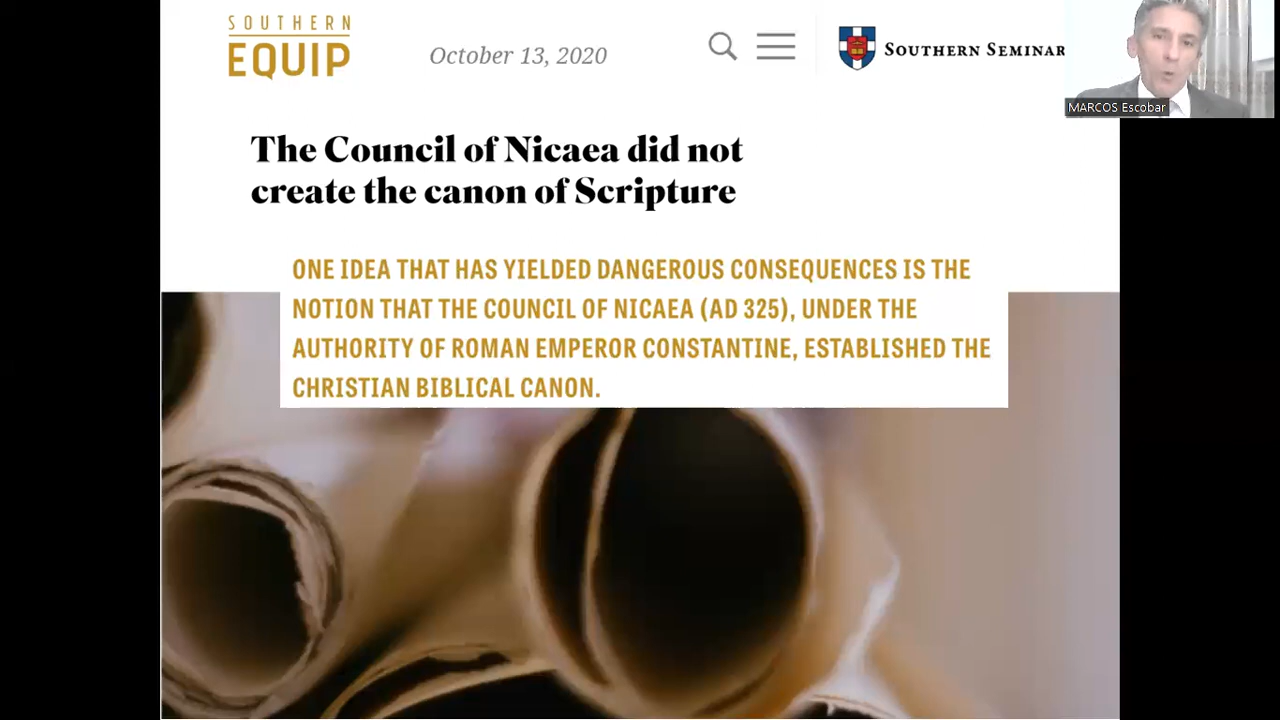 SOUTHERN
EQUIP
October 13, 2020
SOUTHERN SEMINAR
MARCOS Escobar
The Council of Nicaea did not
create the canon of Scripture
ONE IDEA THAT HAS YIELDED DANGEROUS CONSEQUENCES IS THE
NOTION THAT THE COUNCIL OF NICAEA (AD 325), UNDER THE
AUTHORITY OF ROMAN EMPEROR CONSTANTINE, ESTABLISHED THE
CHRISTIAN BIBLICAL CANON.